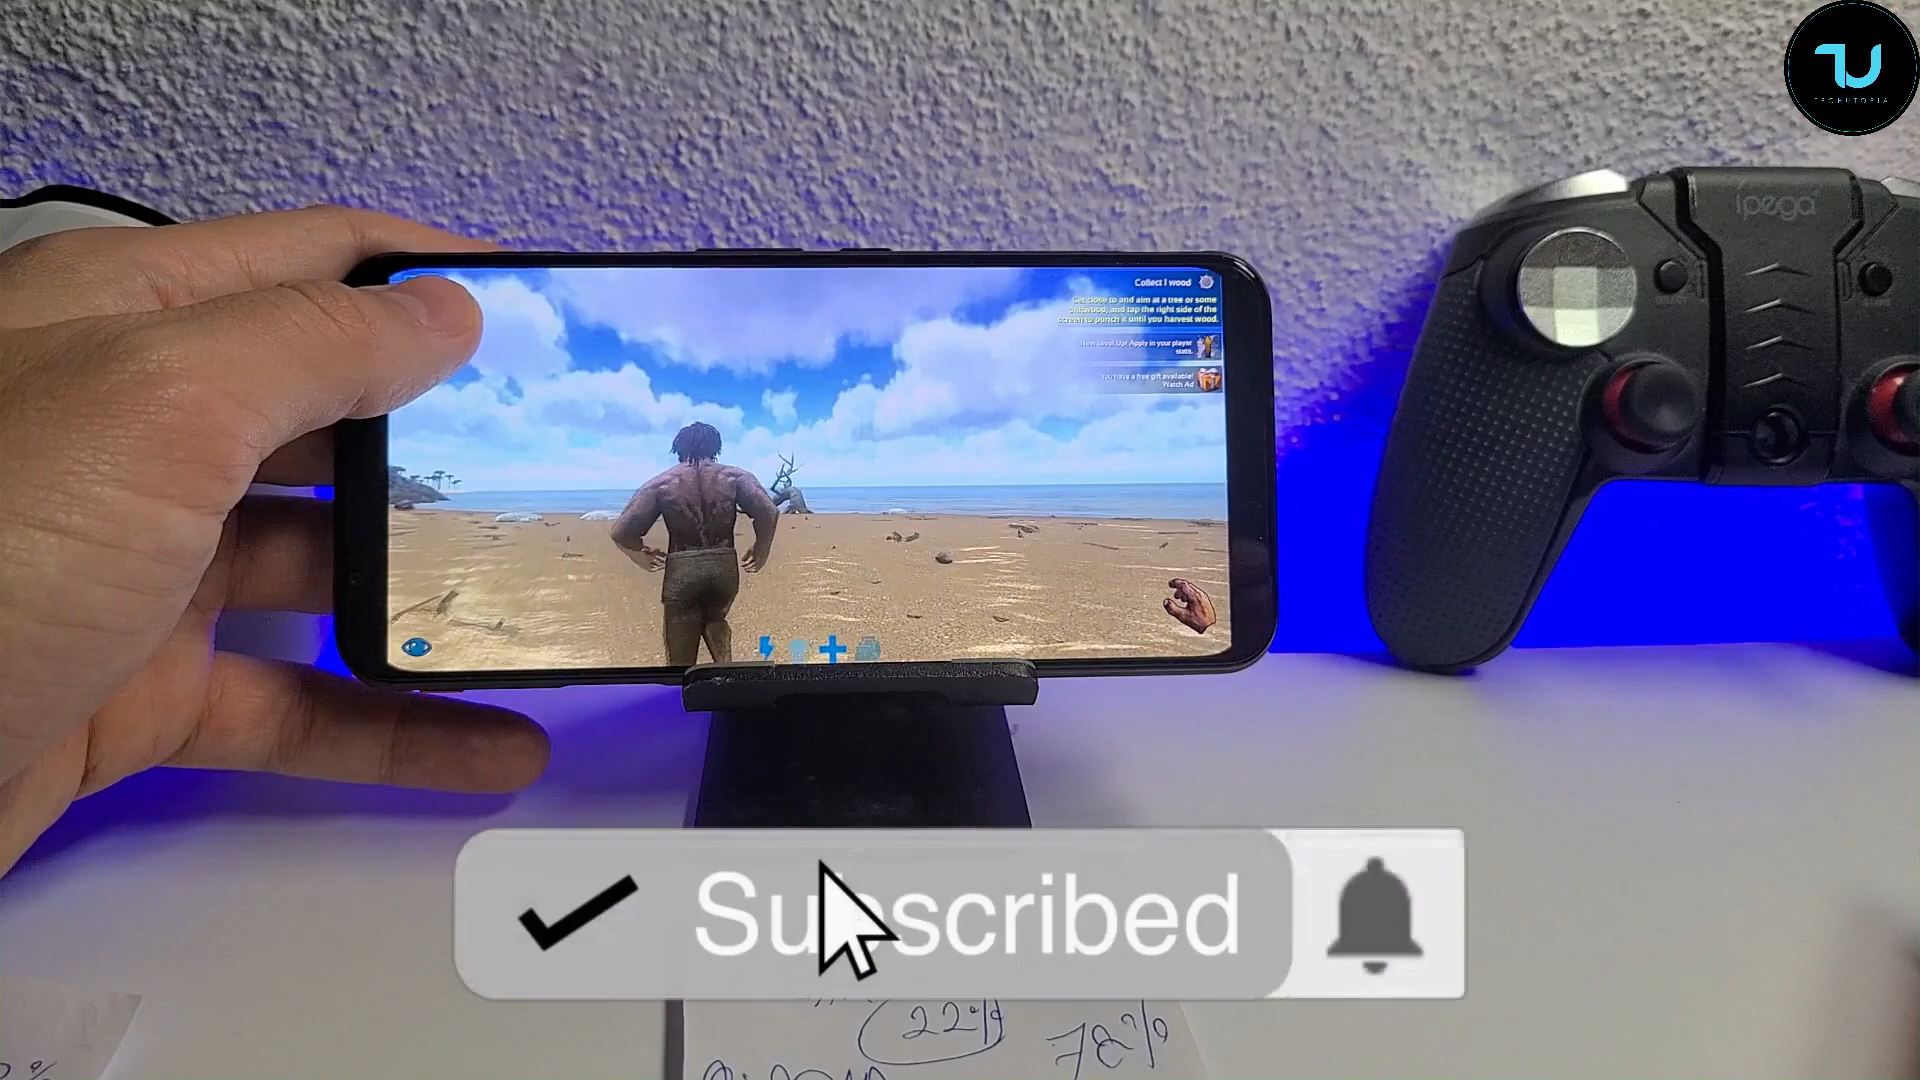 TECHUTOPIA
ipega
Collect 1 wood
Get close to and aim at a tree or some
driftwood, and tap the right side of the
screen to punch it until you harvest wood.
New Level Up! Apply in your player
stats.
You have a free gift available!
Watch Ad
Subscribed
22%
78%